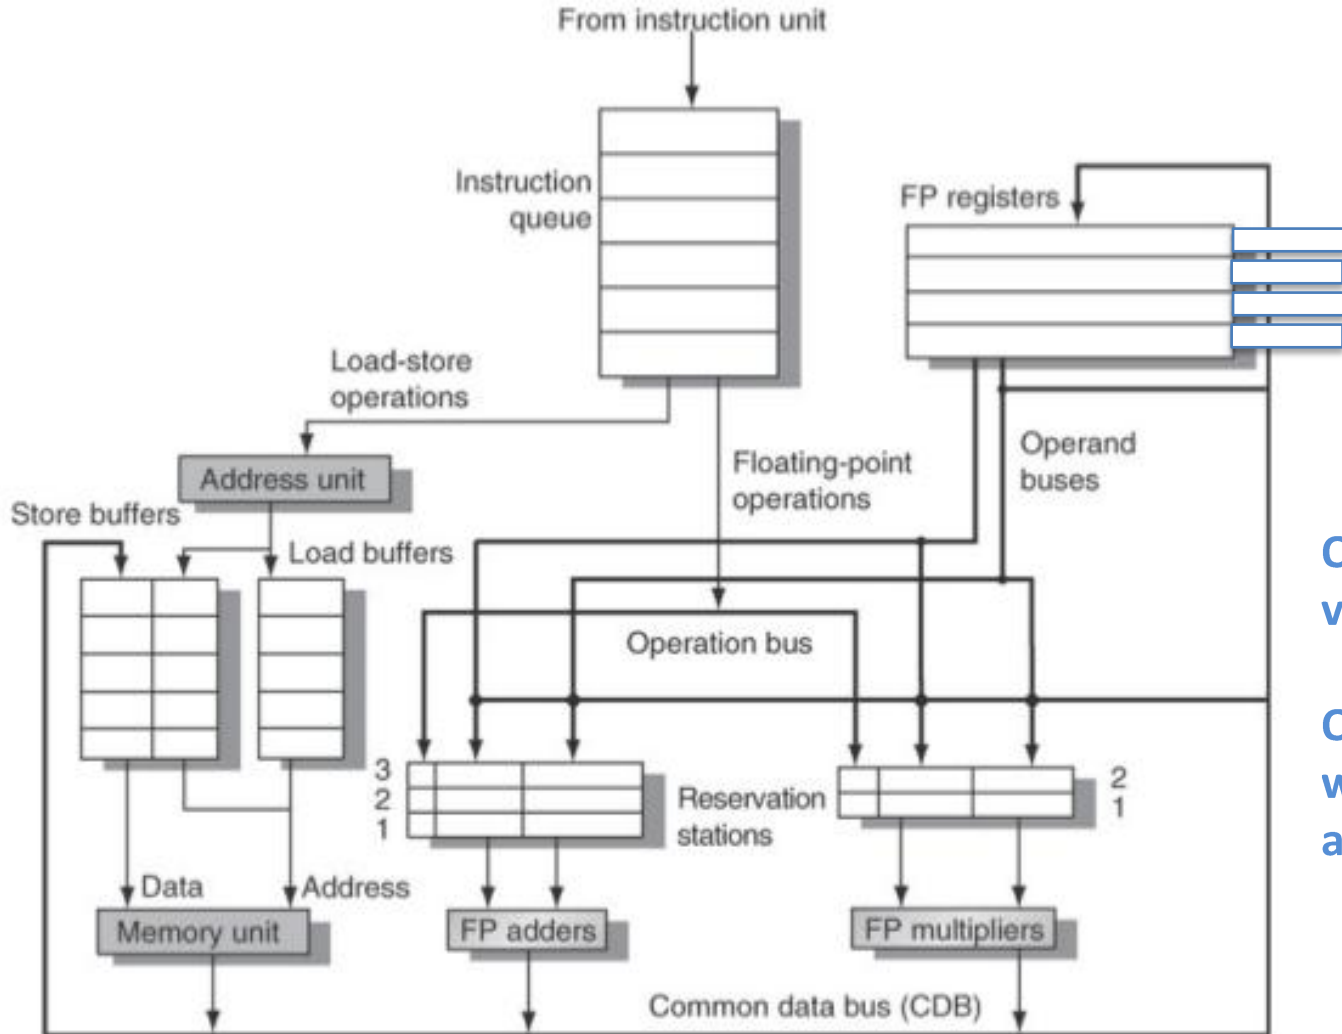 From instruction unit
Instruction
queue
FP registers
Load-store
operations
Address unit
Floating-point
operations
Operand
buses
Store buffers
Load buffers
Operation bus
3
2
1
Reservation
stations
2
1
Data
Address
Memory unit
FP adders
FP multipliers
Common data bus (CDB)